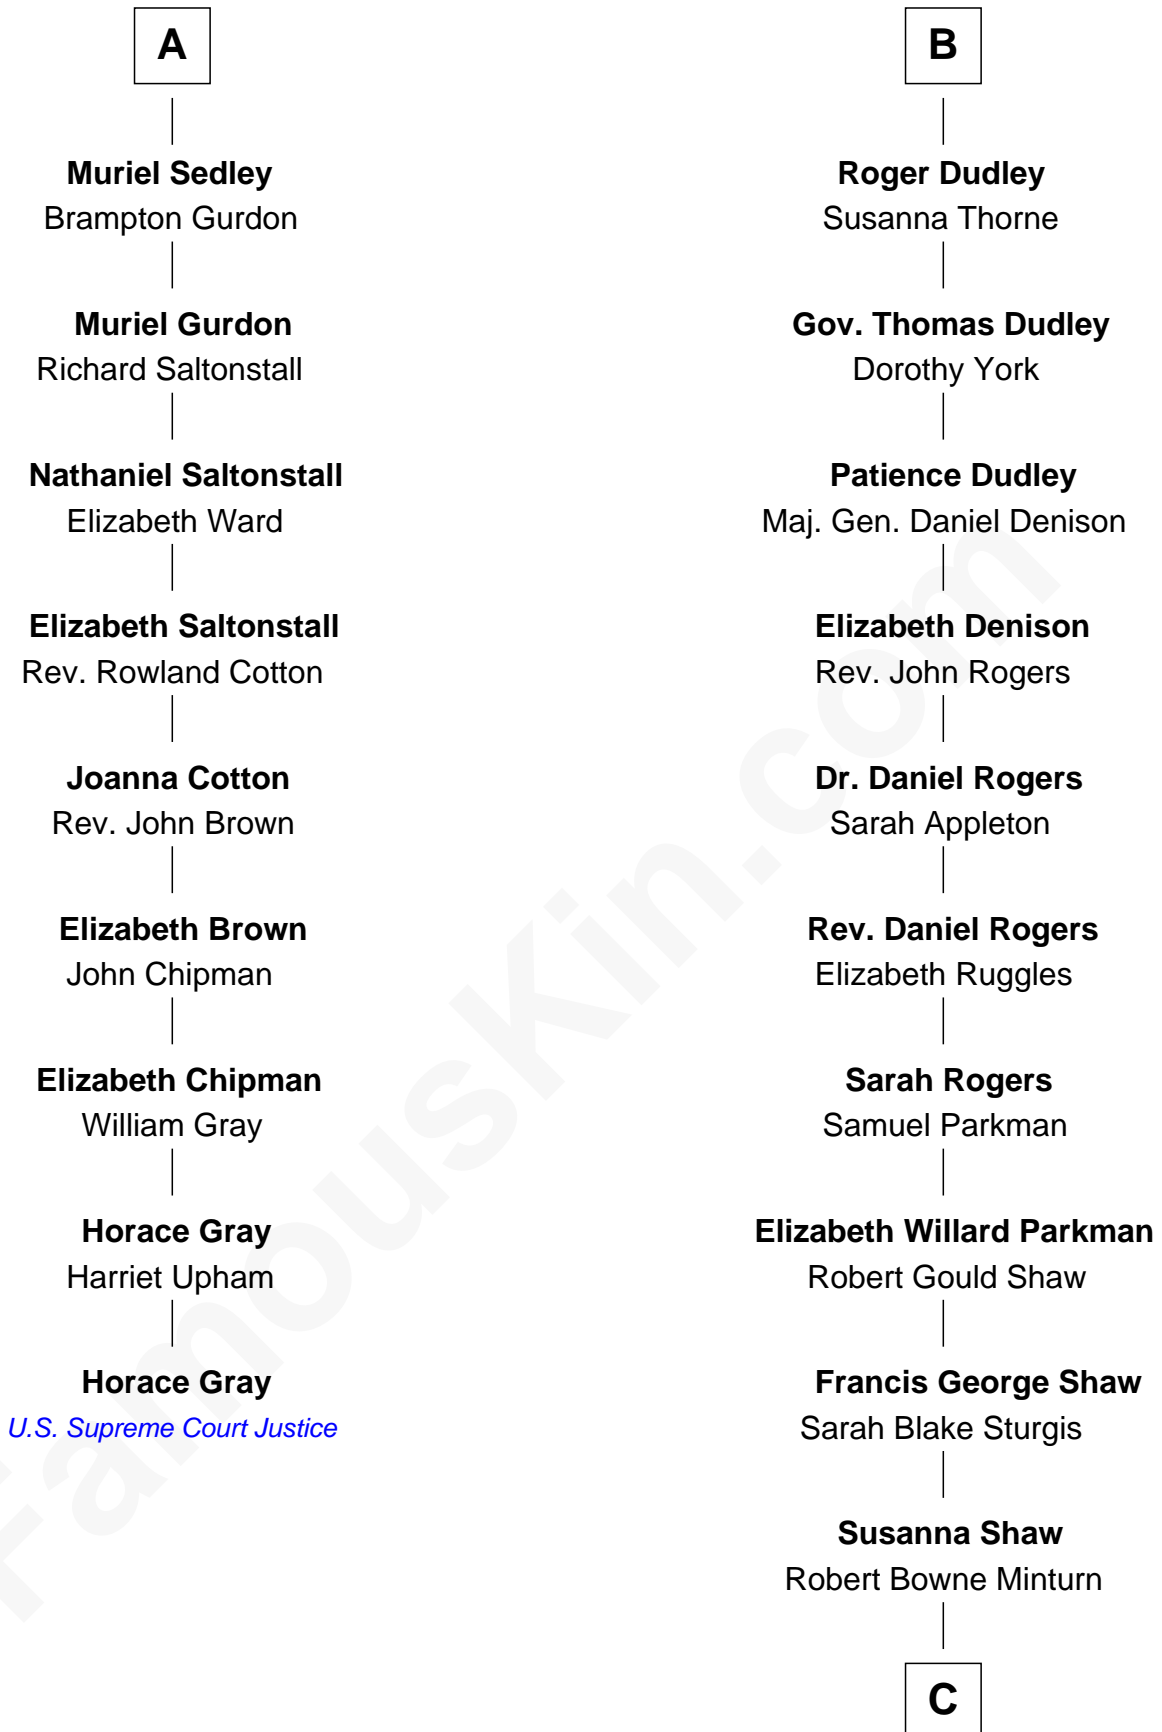 A
Muriel Sedley
Brampton Gurdon
Muriel Gurdon
Richard Saltonstall
Nathaniel Saltonstall
Elizabeth Ward
Elizabeth Saltonstall
Rev. Rowland Cotton
Joanna Cotton
Rev. John Brown
Elizabeth Brown
John Chipman
Elizabeth Chipman
William Gray
Horace Gray
Harriet Upham
Horace Gray
U.S. Supreme Court Justice
B
Roger Dudley
Susanna Thorne
Gov. Thomas Dudley
Dorothy York
Patience Dudley
Maj. Gen. Daniel Denison
Elizabeth Denison
Rev. John Rogers
Dr. Daniel Rogers
Sarah Appleton
Rev. Daniel Rogers
Elizabeth Ruggles
Sarah Rogers
Samuel Parkman
Elizabeth Willard Parkman
Robert Gould Shaw
Francis George Shaw
Sarah Blake Sturgis
Susanna Shaw
Robert Bowne Minturn
C
FamousKin.com